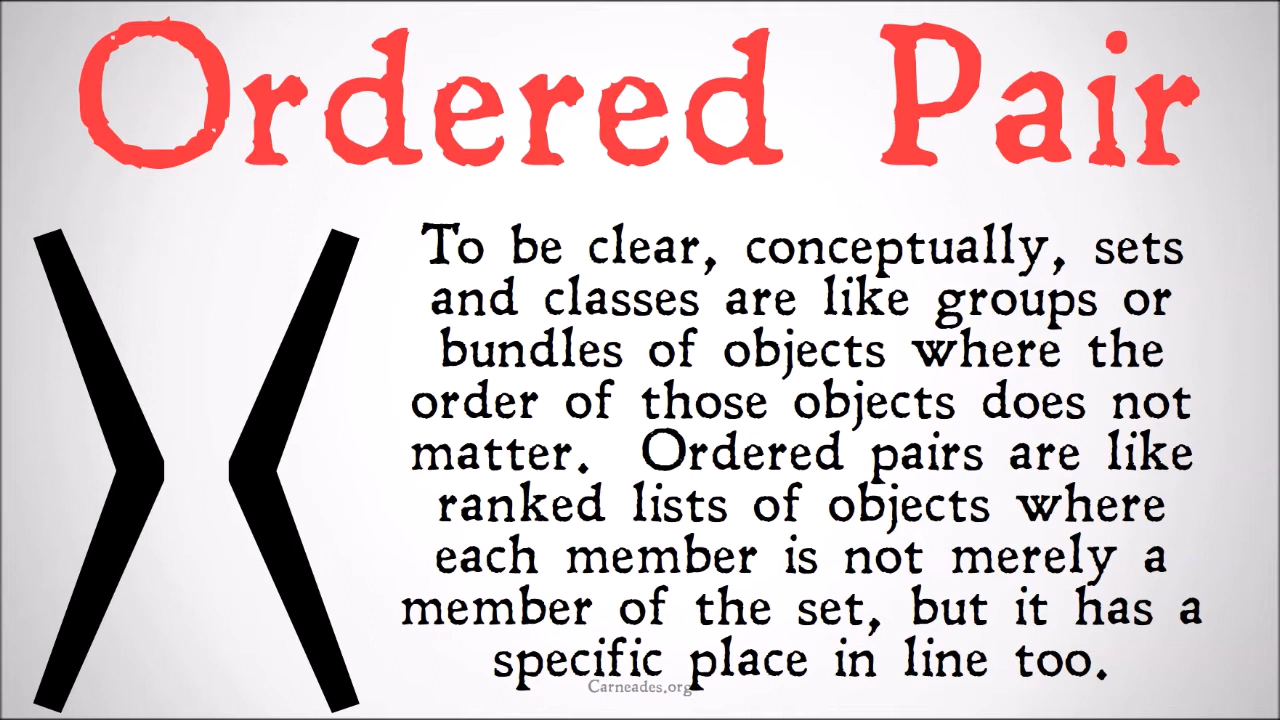 Ordered Pair
To be clear, conceptually, sets
and classes are like groups or
bundles of objects where the
order of those objects does not
matter.  Ordered pairs are like
ranked lists of objects where
each member is not merely a
member of the set, but it has a
specific place in line too.
Carneades.org